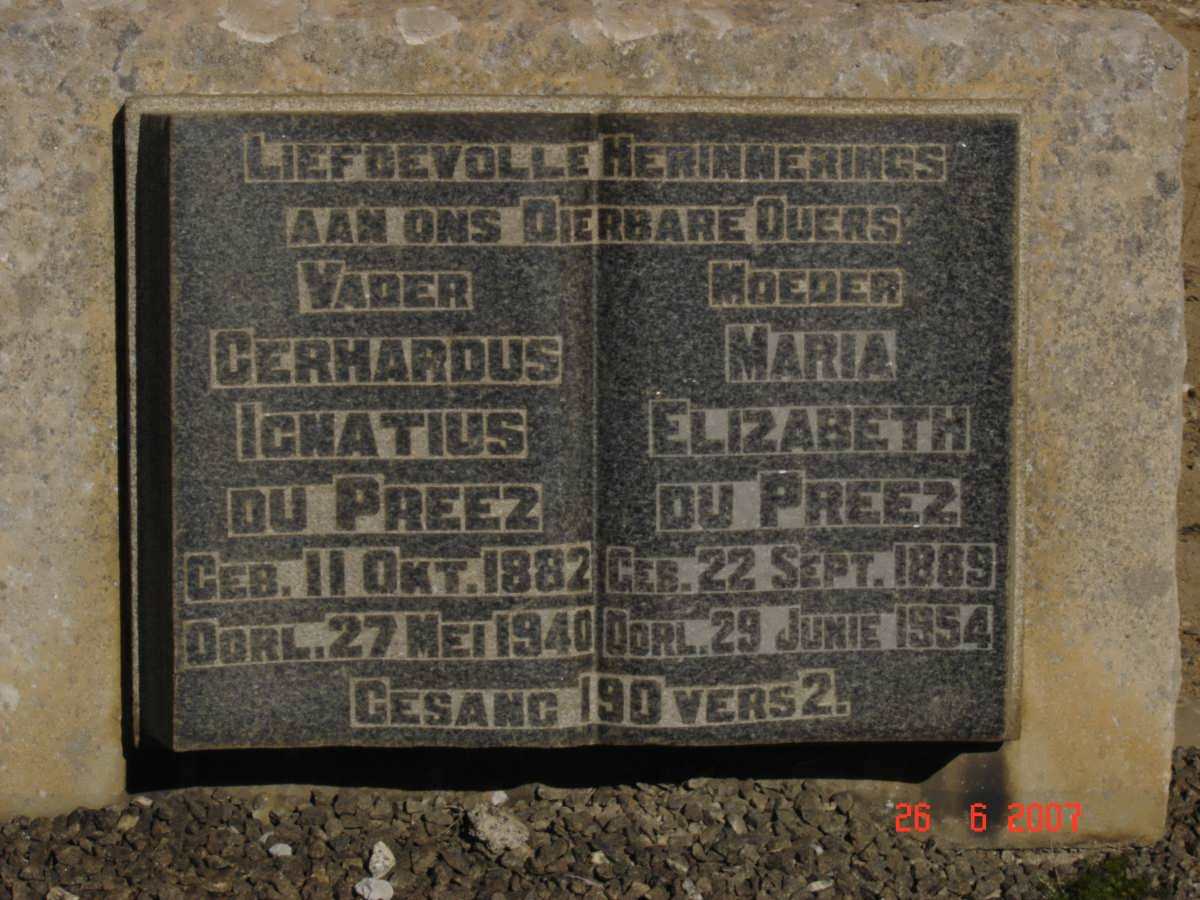 LIEFDEVOLLE HERINNERINGS
AAN ONS DIERBARE OUERS
VADER
GERHARDUS
IGNATIUS
DU PREEZ
GEB. 11 OKT. 1882
OORL. 27 MEI 1940
MOEDER
MARIA
ELIZABETH
DU PREEZ
GEB. 22 SEPT. 1889
OORL. 29 JUNIE 1954
GESANG 190 VERS 2.
26 6 2007